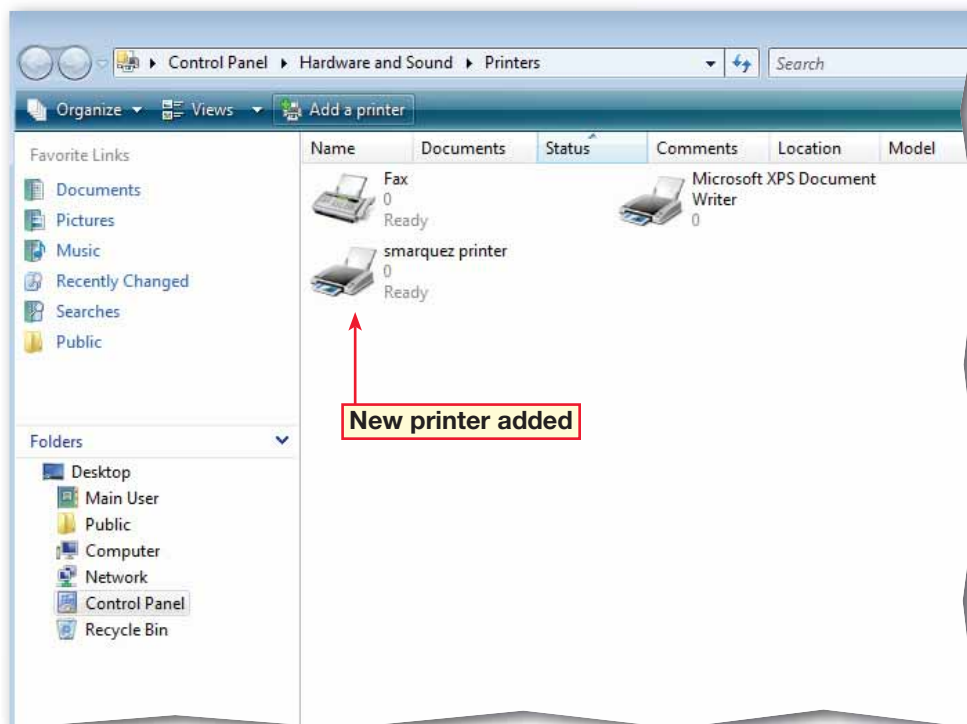 Control Panel Hardware and Sound Printers Search
Organize Views Add a printer
Favorite Links
Documents
Pictures
Music
Recently Changed
Searches
Public
Folders
Desktop
Main User
Public
Computer
Network
Control Panel
Recycle Bin
Name Documents Status Comments Location Model
Fax
0
Ready
Microsoft XPS Document
Writer
0
smarquez printer
0
Ready
New printer added